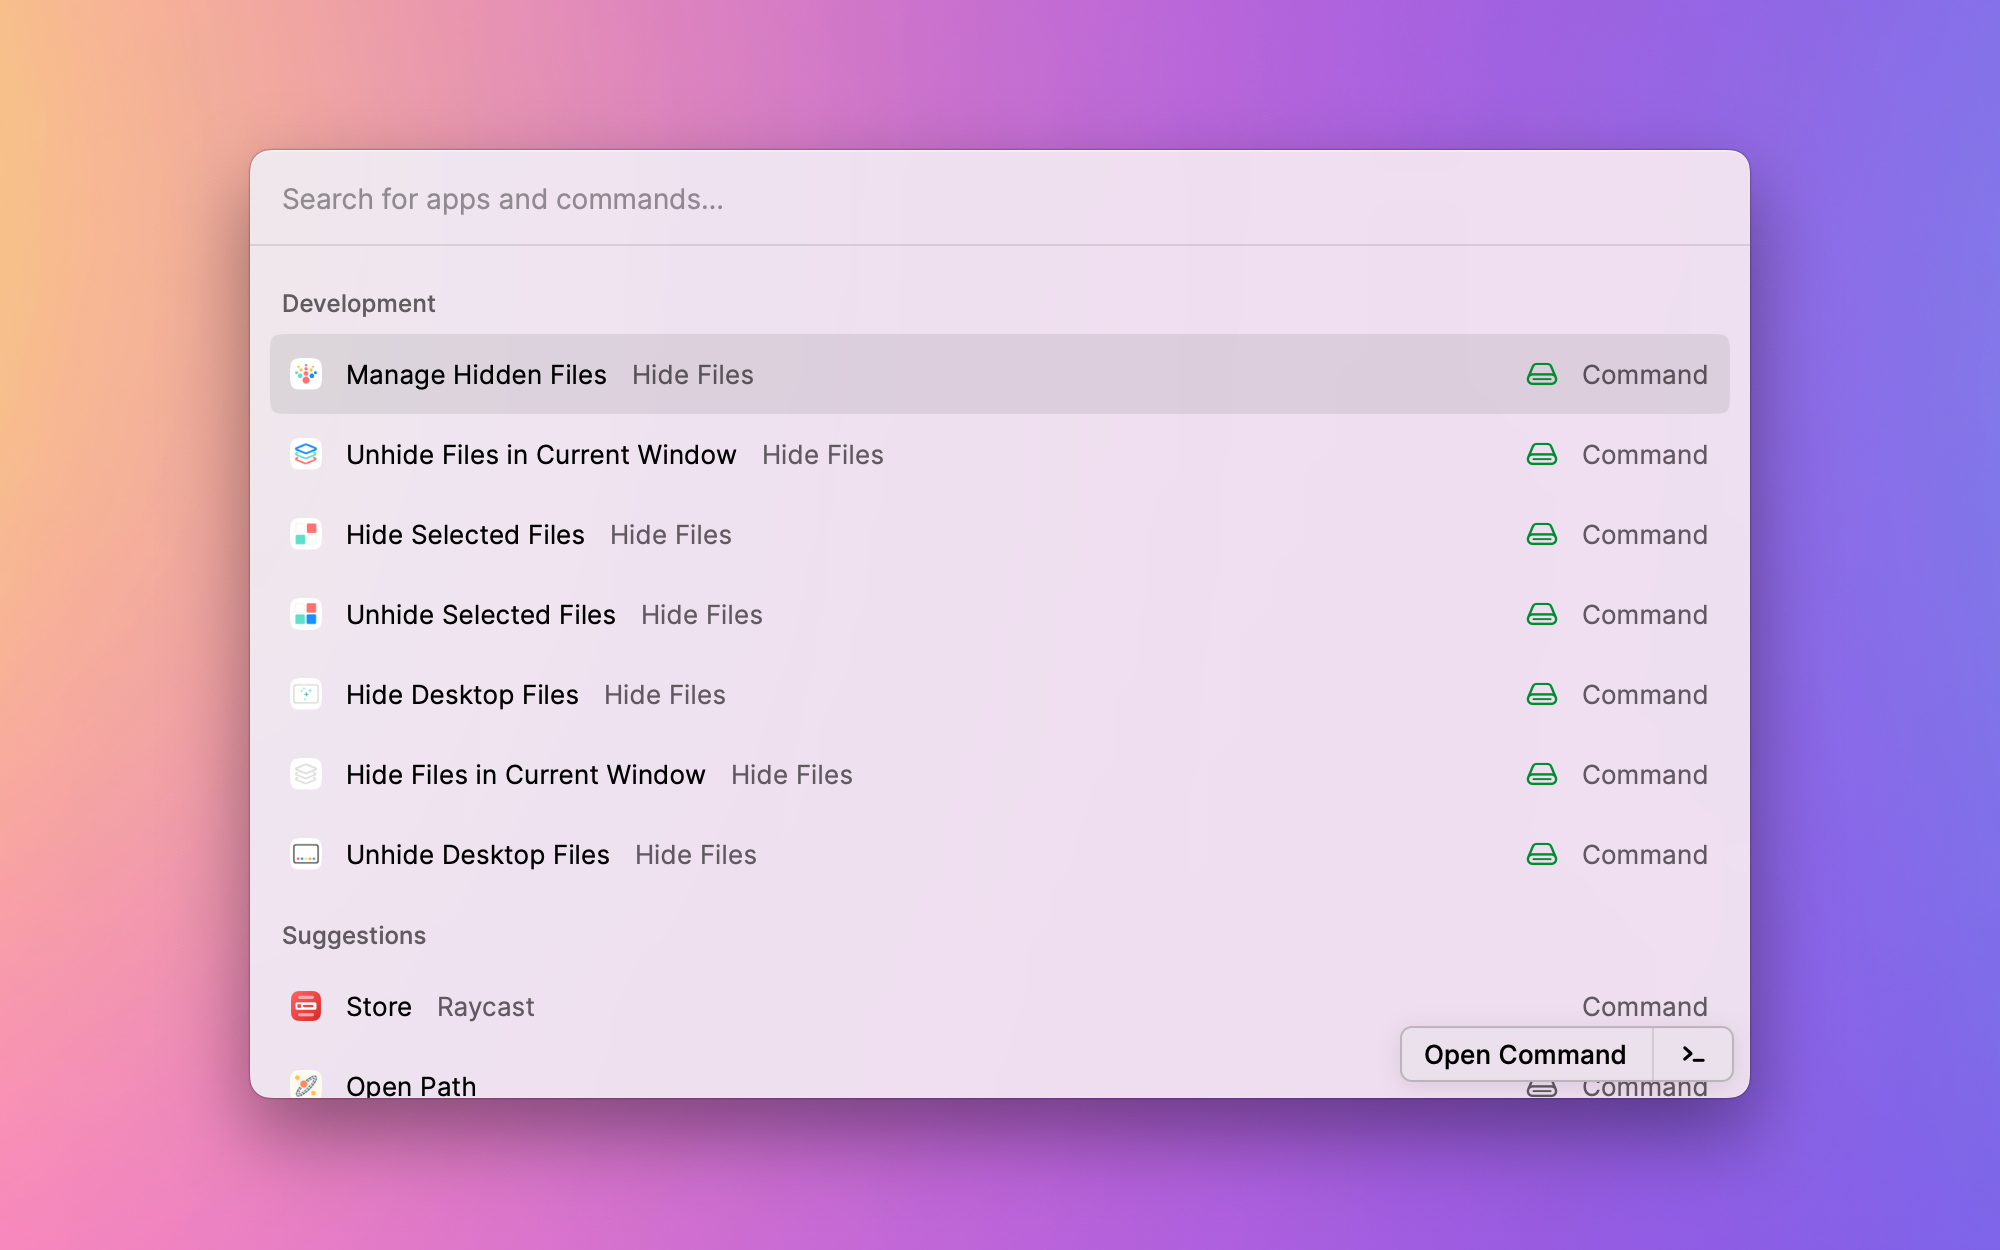 Search for apps and commands...
Development
Manage Hidden Files Hide Files Command
Unhide Files in Current Window Hide Files Command
Hide Selected Files Hide Files Command
Unhide Selected Files Hide Files Command
Hide Desktop Files Hide Files Command
Hide Files in Current Window Hide Files Command
Unhide Desktop Files Hide Files Command
Suggestions
Store Raycast Command
Open Command >_
Open Path Command